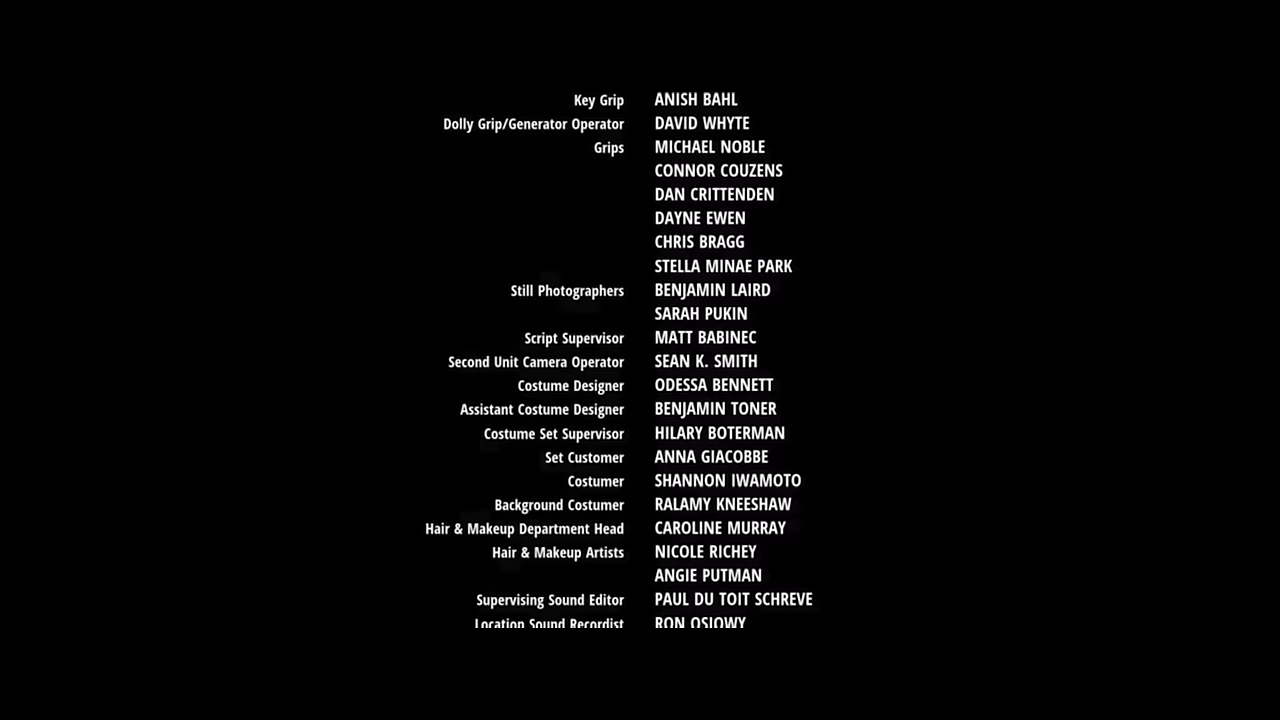 Key Grip ANISH BAHL
Dolly Grip/Generator Operator DAVID WHYTE
Grips MICHAEL NOBLE
CONNOR COUZENS
DAN CRITTENDEN
DAYNE EWEN
CHRIS BRAGG
STELLA MINAE PARK
Still Photographers BENJAMIN LAIRD
SARAH PUKIN
Script Supervisor MATT BABINEC
Second Unit Camera Operator SEAN K. SMITH
Costume Designer ODESSA BENNETT
Assistant Costume Designer BENJAMIN TONER
Costume Set Supervisor HILARY BOTERMAN
Set Customer ANNA GIACOBBE
Costumer SHANNON IWAMOTO
Background Costumer RALAMY KNEESHAW
Hair & Makeup Department Head CAROLINE MURRAY
Hair & Makeup Artists NICOLE RICHEY
ANGIE PUTMAN
Supervising Sound Editor PAUL DU TOIT SCHREVE
Location Sound Recordist RON OSIOWY